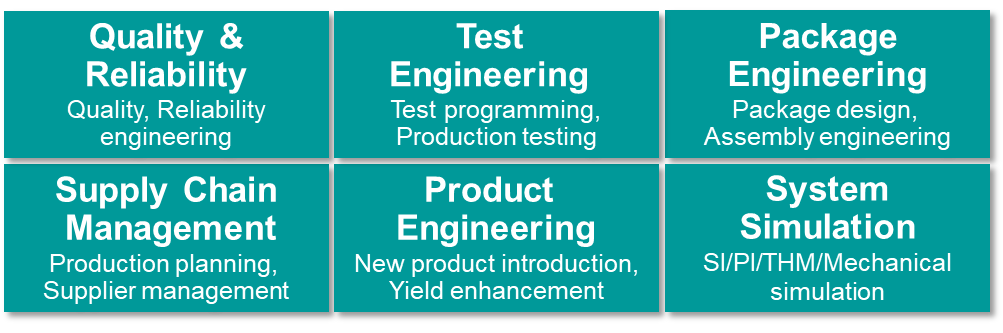 Quality &
Reliability
Quality, Reliability
engineering
Test
Engineering
Test programming,
Production testing
Package
Engineering
Package design,
Assembly engineering
Supply Chain
Management
Production planning,
Supplier management
Product
Engineering
New product introduction,
Yield enhancement
System
Simulation
SI/PI/THM/Mechanical
simulation